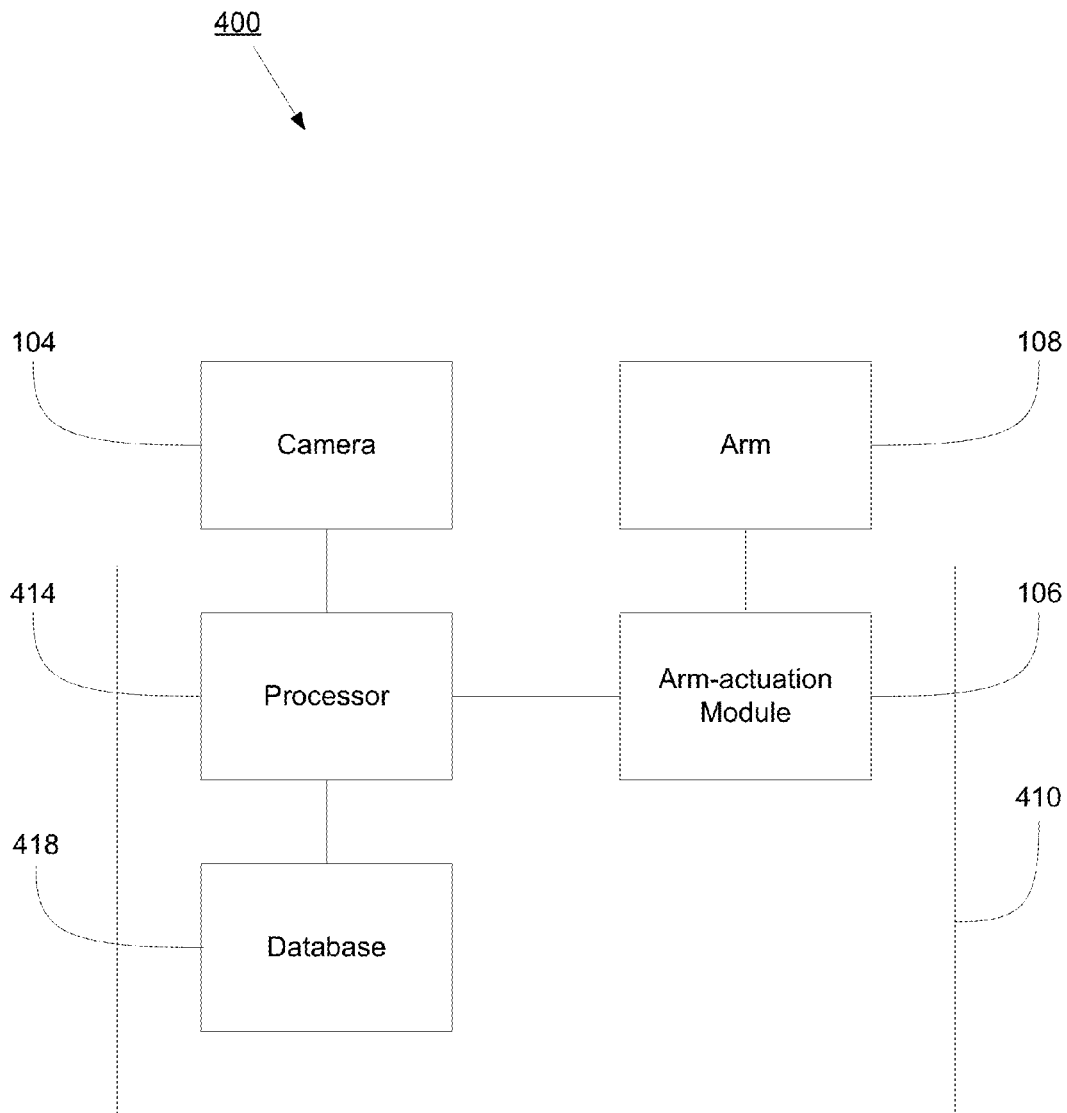 400
104
108
Camera
Arm
414
106
Processor
Arm-actuation
Module
410
418
Database